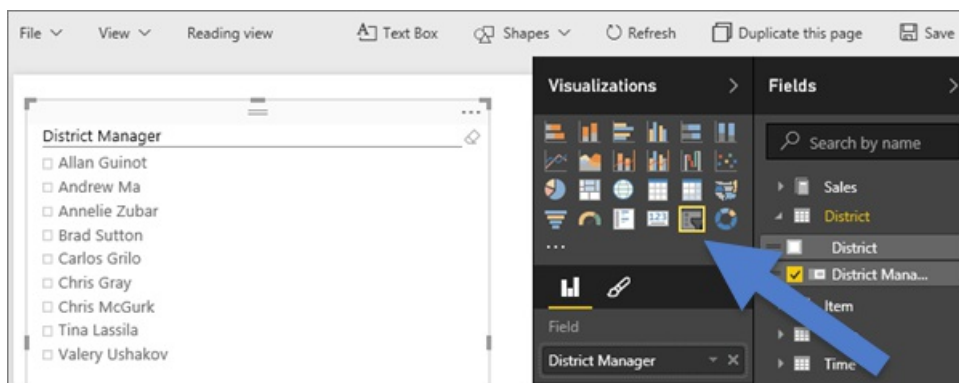 File View Reading view Text Box Shapes Refresh Duplicate this page Save
Visualizations
Fields
District Manager
Allan Guinot
Andrew Ma
Annelie Zubar
Brad Sutton
Carlos Grilo
Chris Gray
Chris McGurk
Tina Lassila
Valery Ushakov
123
Field
District Manager
Search by name
Sales
District
District
District Mana...
Item
Time